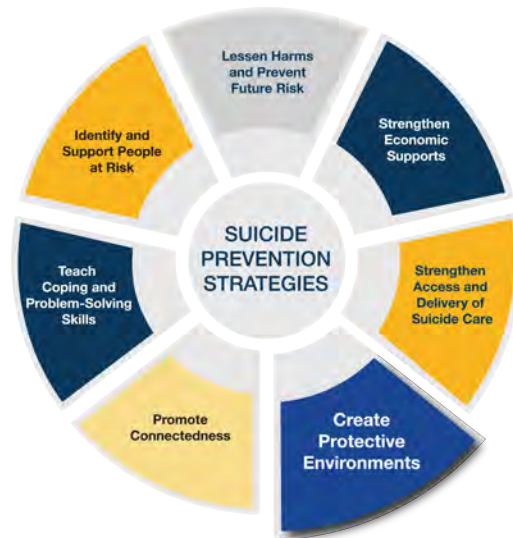 Lessen Harms
and Prevent
Future Risk
Strengthen
Economic
Supports
Strengthen
Access and
Delivery of
Suicide Care
Create
Protective
Environments
Promote
Connectedness
Teach
Coping and
Problem-Solving
Skills
Identify and
Support People
at Risk
SUICIDE
PREVENTION
STRATEGIES